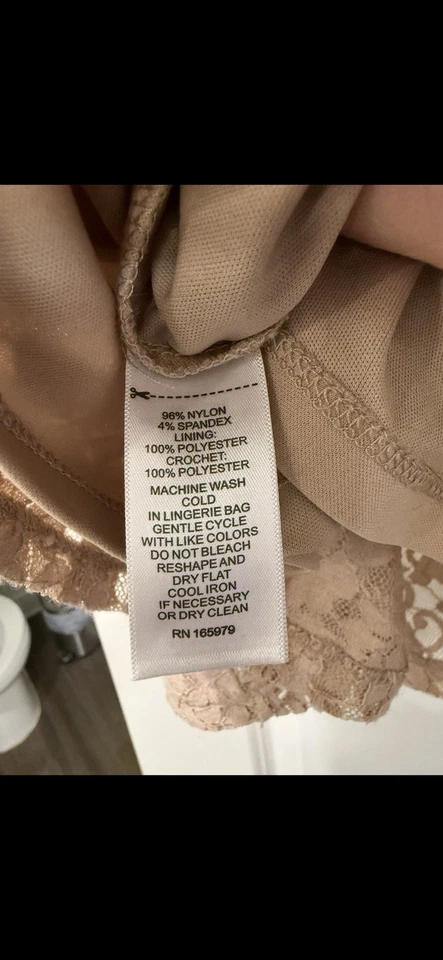 96% NYLON
4% SPANDEX
LINING:
100% POLYESTER
CROCHET:
100% POLYESTER
MACHINE WASH
COLD
IN LINGERIE BAG
GENTLE CYCLE
WITH LIKE COLORS
DO NOT BLEACH
RESHAPE AND
DRY FLAT
COOL IRON
IF NECESSARY
OR DRY CLEAN
RN 165979